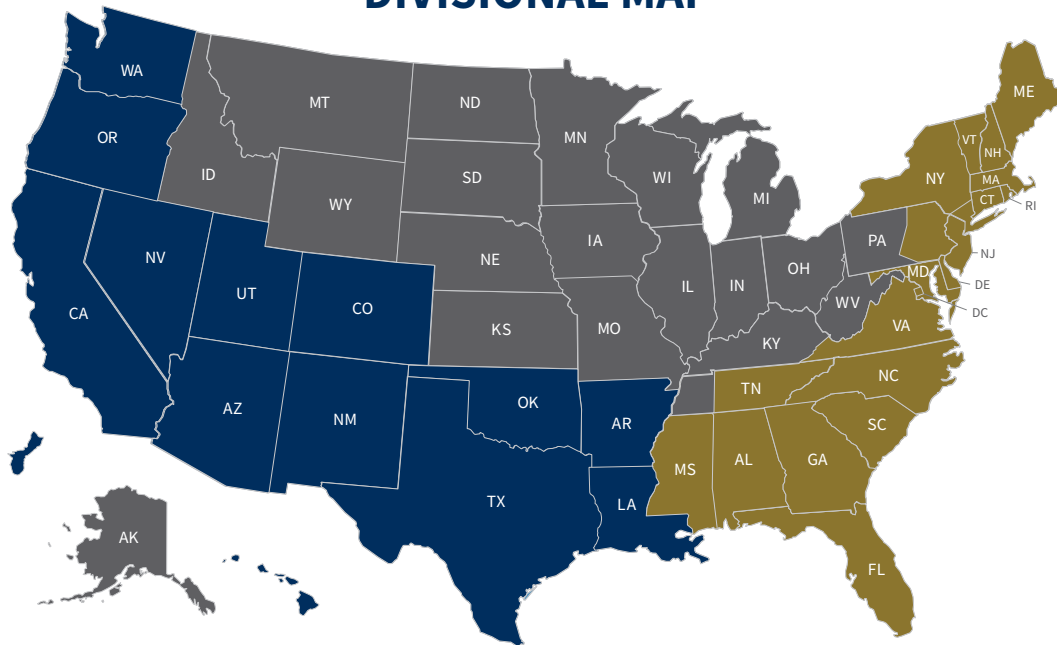 DIVISIONAL MAP
WA
MT
ND
ME
OR
MN
VT
NH
ID
SD
WI
NY
MA
MI
CT
RI
WY
IA
PA
NV
NE
OH
NJ
MD
UT
IL
IN
DE
CO
WV
CA
DC
KS
MO
VA
KY
NC
TN
AZ
OK
NM
AR
SC
MS
AL
GA
TX
LA
AK
FL